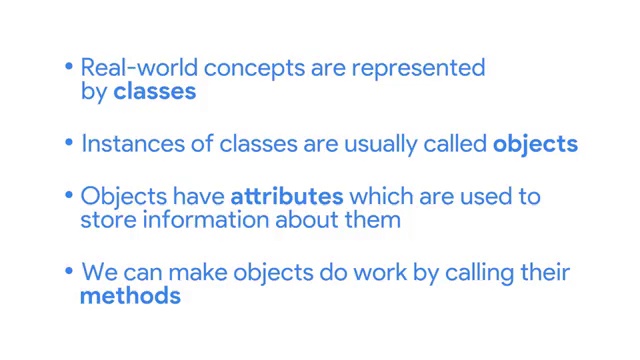 • Real-world concepts are represented
by classes
• Instances of classes are usually called objects
• Objects have attributes which are used to
store information about them
• We can make objects do work by calling their
methods